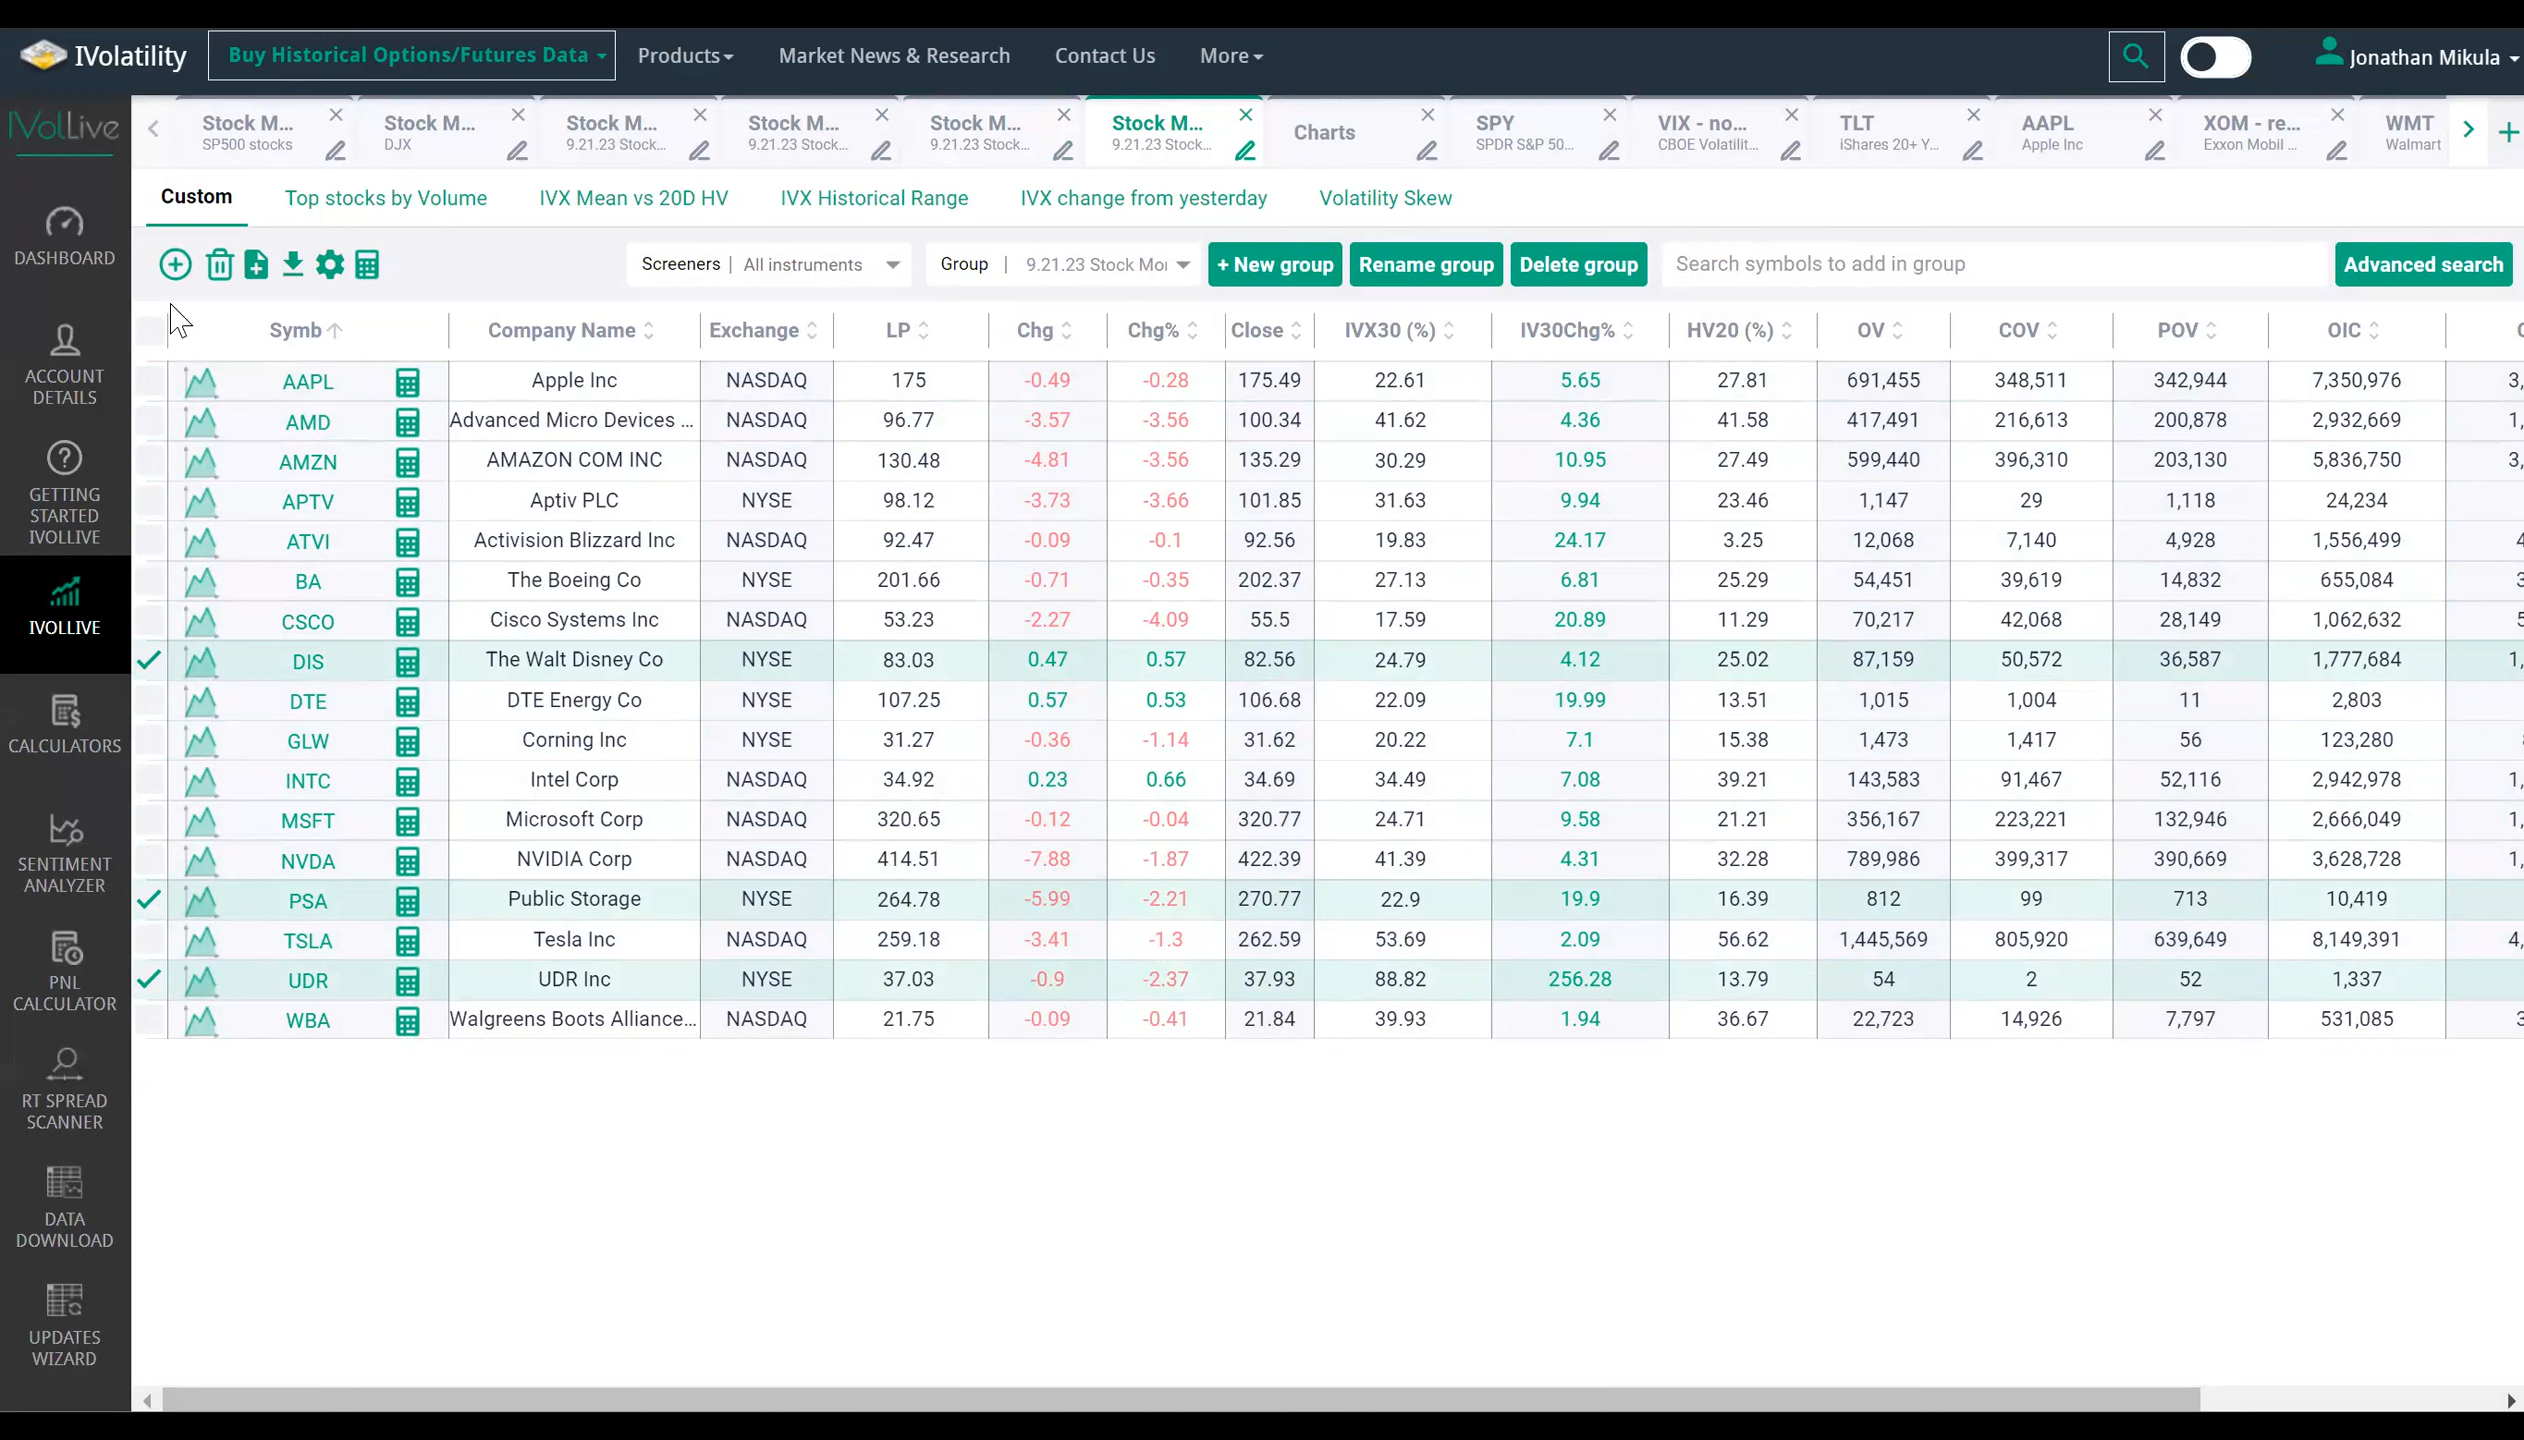 IVolatility Buy Historical Options/Futures Data Products Market News & Research Contact Us More Jonathan Mikula
IVolLive
Stock M... Stock M... Stock M... Stock M... Stock M... Stock M... Charts SPY VIX - no... TLT AAPL XOM - re... WMT
SP500 stocks DJX 9.21.23 Stock... 9.21.23 Stock... 9.21.23 Stock... 9.21.23 Stock... SPDR S&P 50... CBOE Volatilit... iShares 20+ Y... Apple Inc Exxon Mobil ... Walmart
Custom Top stocks by Volume IVX Mean vs 20D HV IVX Historical Range IVX change from yesterday Volatility Skew
Screeners | All instruments Group | 9.21.23 Stock Mo + New group Rename group Delete group Search symbols to add in group Advanced search
Symb Company Name Exchange LP Chg Chg% Close IVX30 (%) IV30Chg% HV20 (%) OV COV POV OIC
AAPL Apple Inc NASDAQ 175 -0.49 -0.28 175.49 22.61 5.65 27.81 691,455 348,511 342,944 7,350,976 3,
AMD Advanced Micro Devices ... NASDAQ 96.77 -3.57 -3.56 100.34 41.62 4.36 41.58 417,491 216,613 200,878 2,932,669 1,
AMZN AMAZON COM INC NASDAQ 130.48 -4.81 -3.56 135.29 30.29 10.95 27.49 599,440 396,310 203,130 5,836,750 3,
APTV Aptiv PLC NYSE 98.12 -3.73 -3.66 101.85 31.63 9.94 23.46 1,147 29 1,118 24,234
ATVI Activision Blizzard Inc NASDAQ 92.47 -0.09 -0.1 92.56 19.83 24.17 3.25 12,068 7,140 4,928 1,556,499
BA The Boeing Co NYSE 201.66 -0.71 -0.35 202.37 27.13 6.81 25.29 54,451 39,619 14,832 655,084
CSCO Cisco Systems Inc NASDAQ 53.23 -2.27 -4.09 55.5 17.59 20.89 11.29 70,217 42,068 28,149 1,062,632
DIS The Walt Disney Co NYSE 83.03 0.47 0.57 82.56 24.79 4.12 25.02 87,159 50,572 36,587 1,777,684 1,
DTE DTE Energy Co NYSE 107.25 0.57 0.53 106.68 22.09 19.99 13.51 1,015 1,004 11 2,803
GLW Corning Inc NYSE 31.27 -0.36 -1.14 31.62 20.22 7.1 15.38 1,473 1,417 56 123,280
INTC Intel Corp NASDAQ 34.92 0.23 0.66 34.69 34.49 7.08 39.21 143,583 91,467 52,116 2,942,978 1,
MSFT Microsoft Corp NASDAQ 320.65 -0.12 -0.04 320.77 24.71 9.58 21.21 356,167 223,221 132,946 2,666,049 1,
NVDA NVIDIA Corp NASDAQ 414.51 -7.88 -1.87 422.39 41.39 4.31 32.28 789,986 399,317 390,669 3,628,728 1,
PSA Public Storage NYSE 264.78 -5.99 -2.21 270.77 22.9 19.9 16.39 812 99 713 10,419
TSLA Tesla Inc NASDAQ 259.18 -3.41 -1.3 262.59 53.69 2.09 56.62 1,445,569 805,920 639,649 8,149,391 4,
UDR UDR Inc NYSE 37.03 -0.9 -2.37 37.93 88.82 256.28 13.79 54 2 52 1,337
WBA Walgreens Boots Alliance... NASDAQ 21.75 -0.09 -0.41 21.84 39.93 1.94 36.67 22,723 14,926 7,797 531,085
DASHBOARD
ACCOUNT
DETAILS
GETTING
STARTED
IVOLLIVE
IVOLLIVE
CALCULATORS
SENTIMENT
ANALYZER
PNL
CALCULATOR
RT SPREAD
SCANNER
DATA
DOWNLOAD
UPDATES
WIZARD